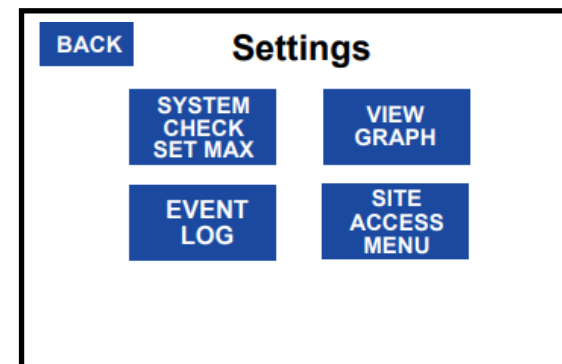 BACK
Settings
SYSTEM
CHECK
SET MAX
VIEW
GRAPH
EVENT
LOG
SITE
ACCESS
MENU